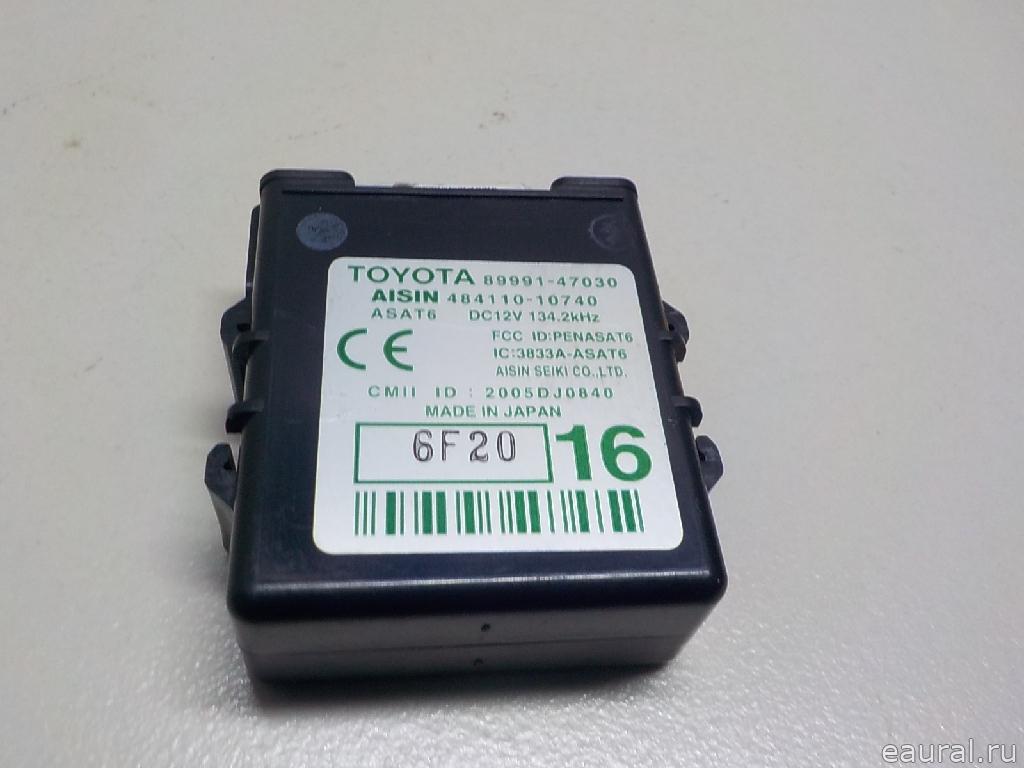 TOYOTA 89991-47030
AISIN 484110-10740
ASAT6 DC12V 134.2kHz
CE
FCC ID:PENASAT6
IC:3833A-ASAT6
AISIN SEIKI CO.,LTD.
CMII ID : 2005DJ0840
MADE IN JAPAN
6F20 16
eaural.ru